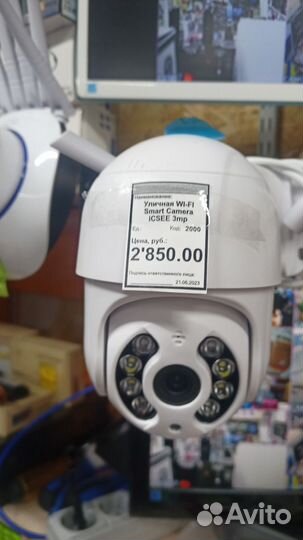 Наименование:
Уличная WI-FI
Smart Camera
ICSEE 3mp
Ед.: Код: 2000
Цена, руб.:
2'850.00
Подпись ответственного лица:
21.06.2023
Avito